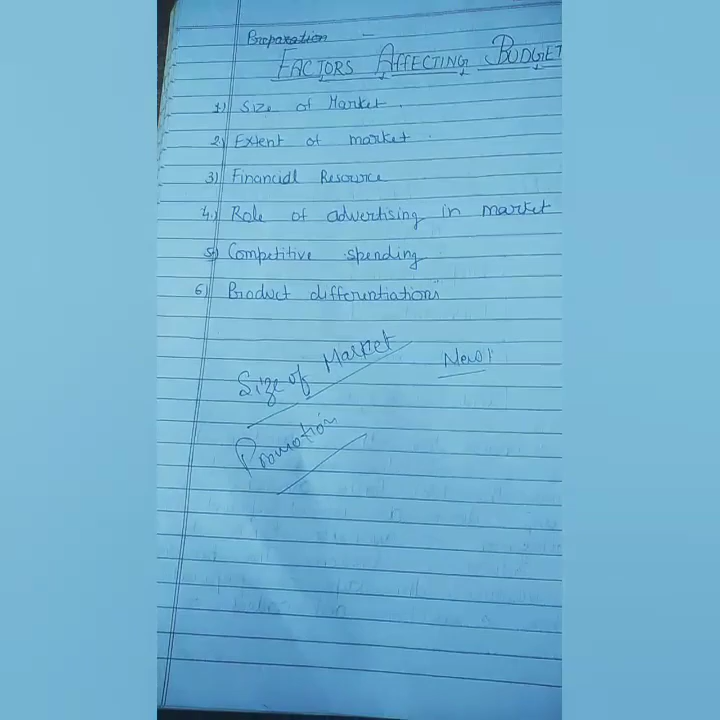 Preparation -
FACTORS AFFECTING BUDGET
1) Size of Market.
2) Extent of market.
3) Financial Resource
4.) Role of advertising in market
5) Competitive spending
6) Product differentiations
Size of Market
Promotion